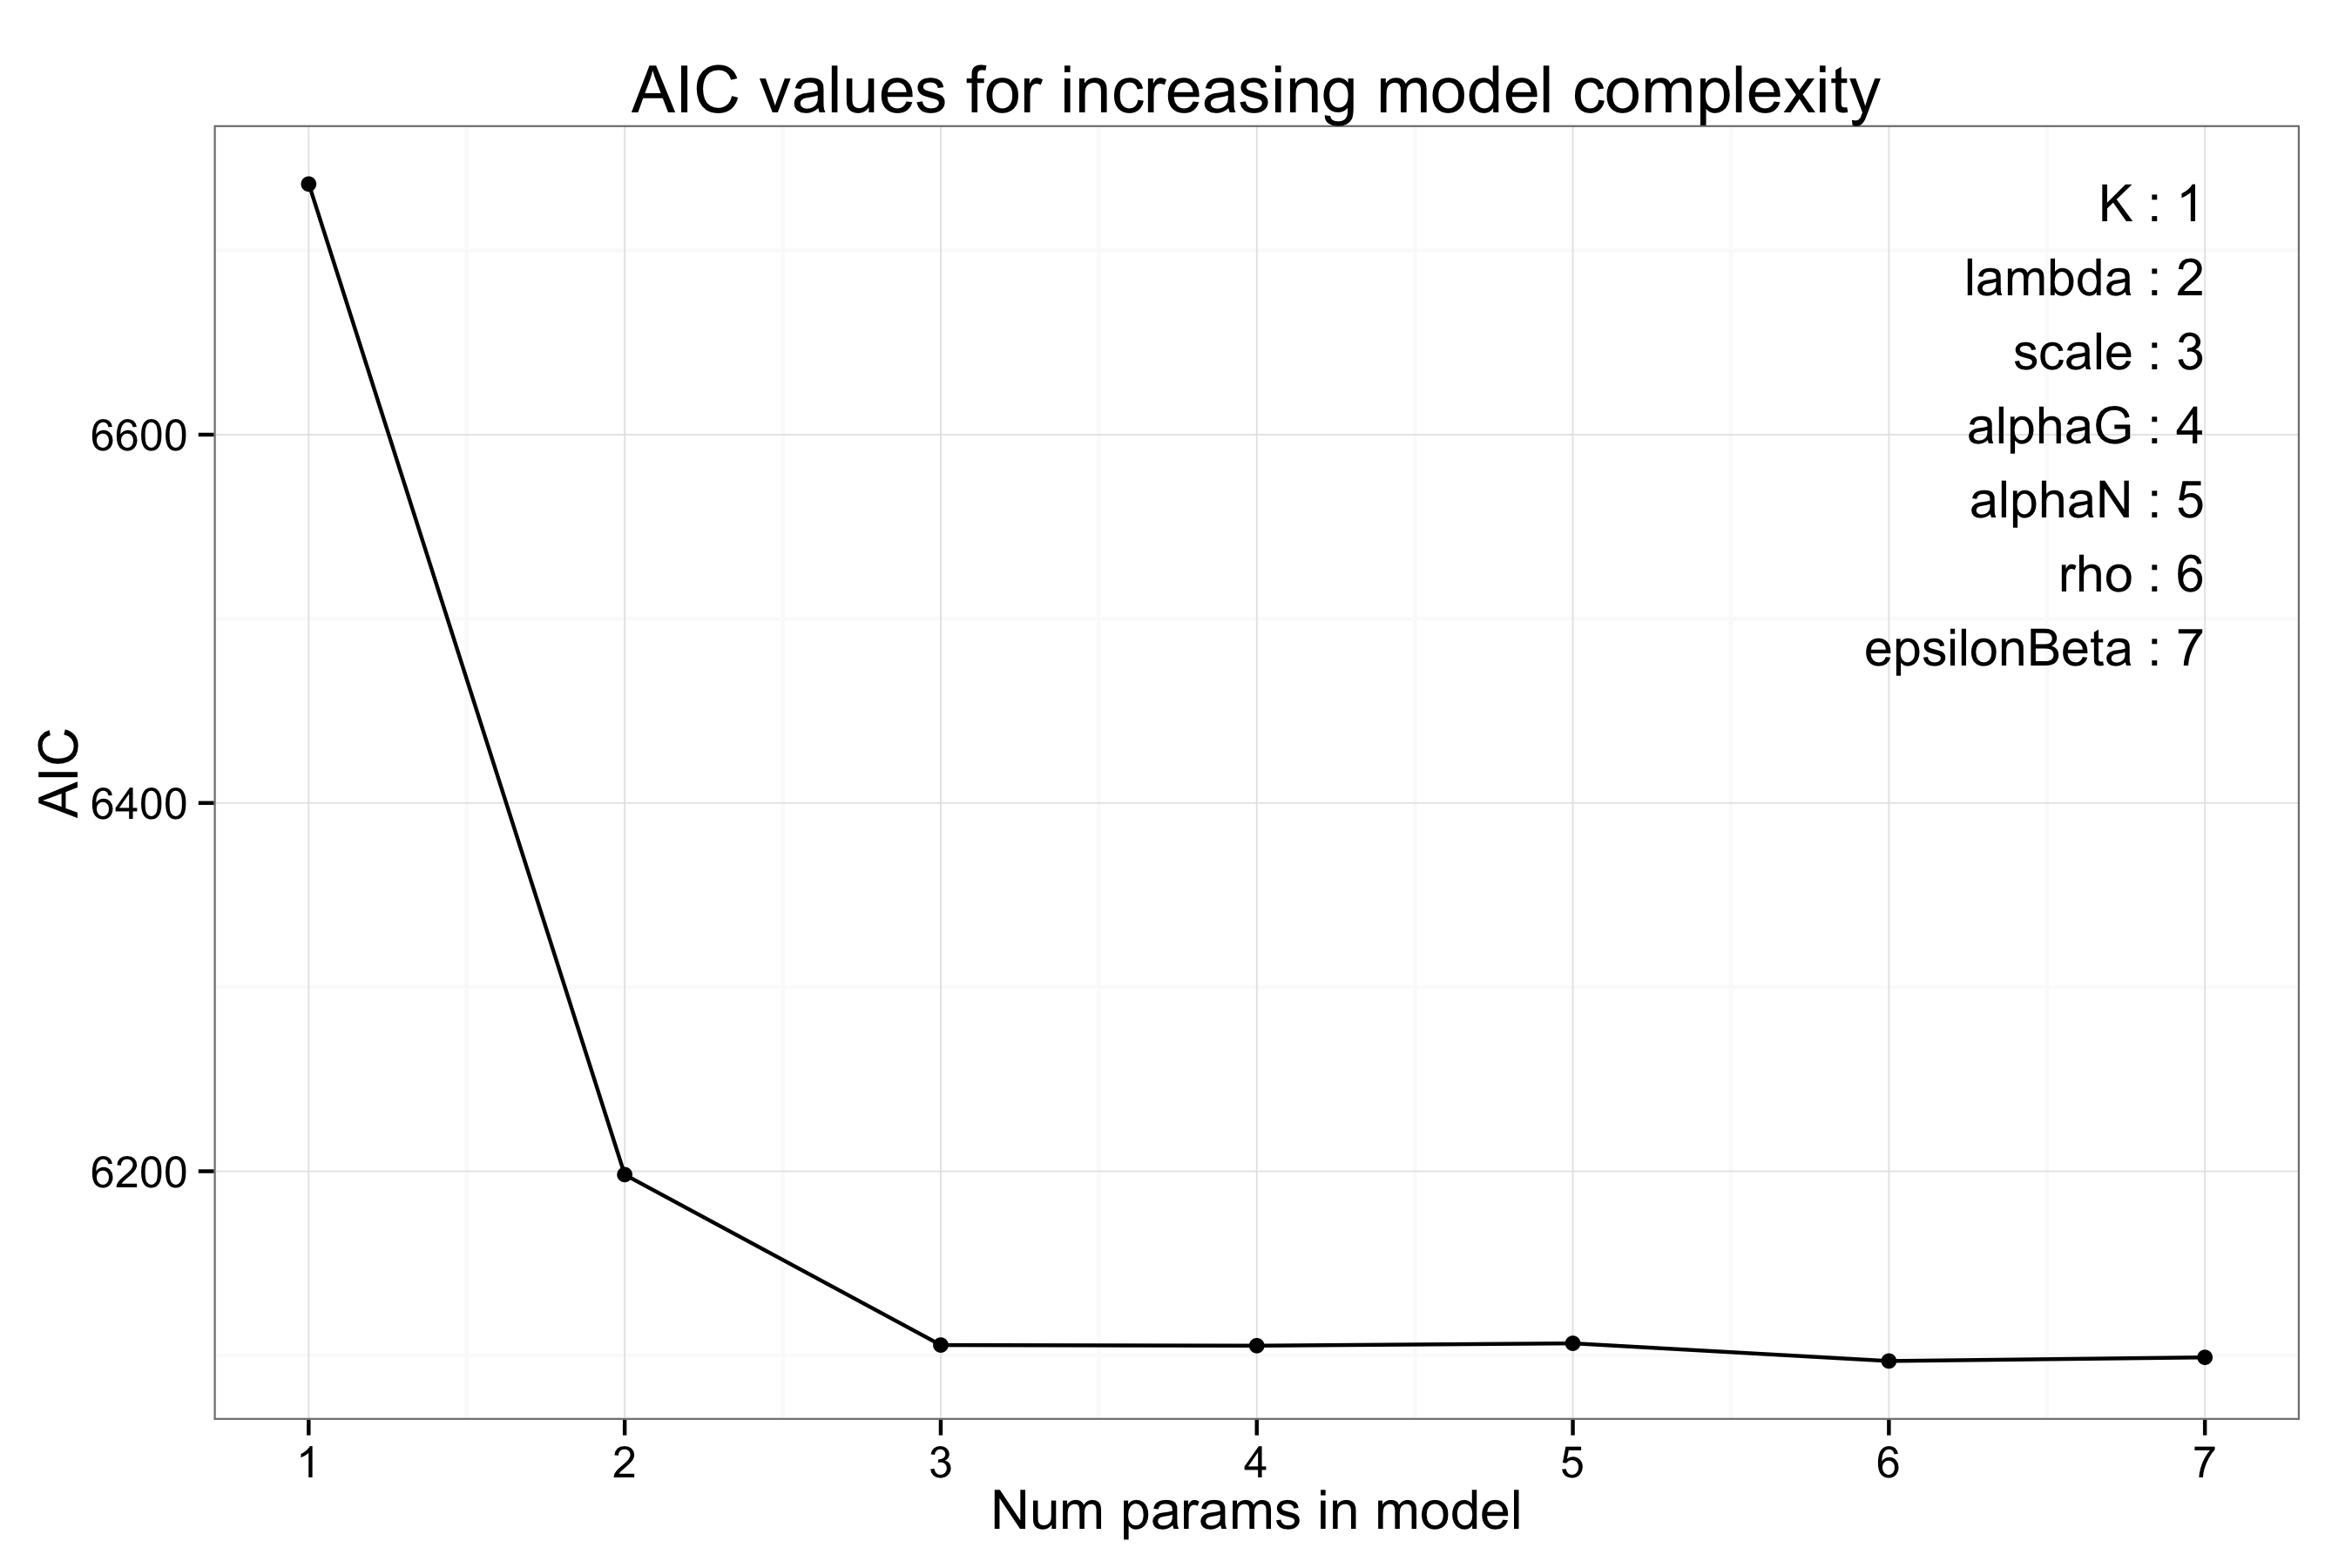 AIC values for increasing model complexity
K : 1
lambda : 2
scale : 3
alphaG : 4
alphaN : 5
rho : 6
epsilonBeta : 7
AIC
6600
6400
6200
1 2 3 4 5 6 7
Num params in model